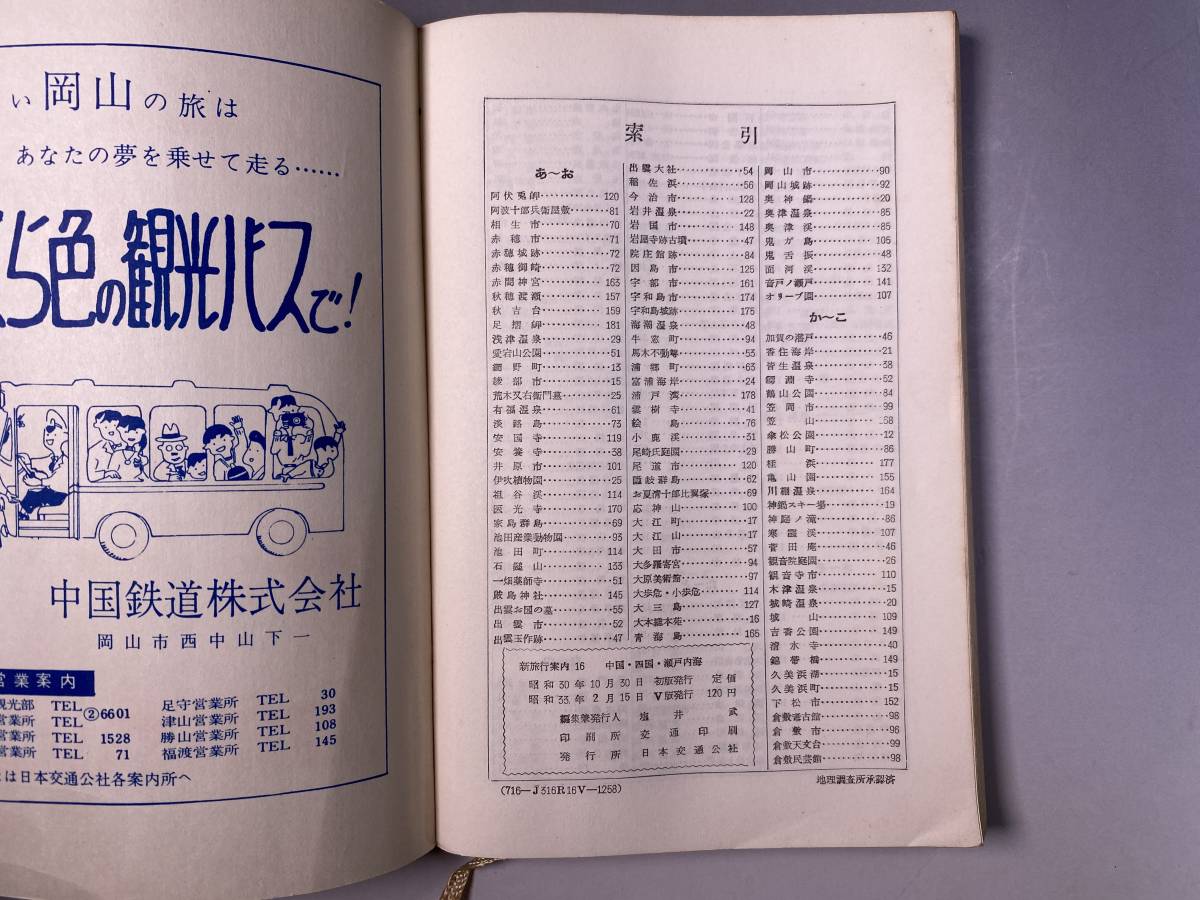 い岡山の旅は
あなたの夢を乗せて走る……
ら色の観光バスで!
中国鉄道株式会社
岡山市西中山下一
営業案内
観光部 TEL ②6601
営業所 TEL
営業所 TEL 1528
営業所 TEL 71
足守営業所 TEL 30
津山営業所 TEL 193
勝山営業所 TEL 108
福渡営業所 TEL 145
は日本交通公社各案内所へ
索引
あ〜お
阿伏兎岬…………120
阿波十郎兵衛屋敷……81
相生市…………70
赤穂市…………71
赤穂城跡…………72
赤穂御崎…………72
赤間神宮…………163
秋穂渡瀬…………157
秋吉台…………159
足摺岬…………181
浅津温泉…………29
愛宕山公園…………51
網野町…………13
綾部市…………15
荒木又右衛門墓……25
有福温泉…………61
淡路島…………73
安国寺…………119
安養寺…………38
井原市…………101
伊吹植物園…………25
祖谷渓…………114
医光寺…………170
家島群島…………69
池田産業動物園……93
池田町…………114
石鎚山…………133
一畑薬師寺…………51
厳島神社…………145
出雲お国の墓………55
出雲市…………52
出雲玉作跡…………47
出雲大社…………54
稲佐浜…………56
今治市…………128
岩井温泉…………22
岩国市…………148
岩屋寺跡古墳………47
院庄館跡…………84
因島市…………125
宇部市…………161
宇和島市…………174
宇和島城跡…………175
海潮温泉…………48
牛窓町…………94
馬木不動尊…………53
浦郷町…………63
富浦海岸…………24
浦戸湾…………178
雲樹寺…………41
絵島…………76
小鹿渓…………31
尾崎氏庭園…………29
尾道市…………120
隠岐群島…………62
お夏清十郎比翼塚……69
応神山…………100
大江町…………17
大江山…………17
大田市…………57
大多羅寄宮…………94
大原美術館…………97
大歩危・小歩危……114
大三島…………127
大本総本苑…………16
青海島…………165
岡山市…………90
岡山城跡…………92
奥神鍋…………20
奥津温泉…………85
奥津渓…………85
鬼ガ島…………105
鬼舌振…………48
面河渓…………132
音戸ノ瀬戸…………141
オリーブ園…………107
か〜こ
加賀の潜戸…………46
香住海岸…………21
皆生温泉…………38
鰐淵寺…………52
鶴山公園…………84
笠岡市…………99
笠山…………168
傘松公園…………12
勝山町…………86
桂浜…………177
亀山園…………155
川棚温泉…………164
神鍋スキー場………19
神庭ノ滝…………86
寒霞渓…………107
菅田庵…………46
観音院庭園…………26
観音寺市…………110
木津温泉…………15
城崎温泉…………20
城山…………109
吉香公園…………149
清水寺…………40
錦帯橋…………149
久美浜湖…………15
久美浜町…………15
下松市…………152
倉敷考古館…………98
倉敷市…………96
倉敷天文台…………99
倉敷民芸館…………98
新旅行案内 16 中国・四国・瀬戸内海
昭和30年10月30日 初版発行 定価
昭和33年2月15日 V版発行 120円
編集兼発行人 塩井武
印刷所 交通印刷
発行所 日本交通公社
(716—J316R16V—1258)
地理調査所承認済